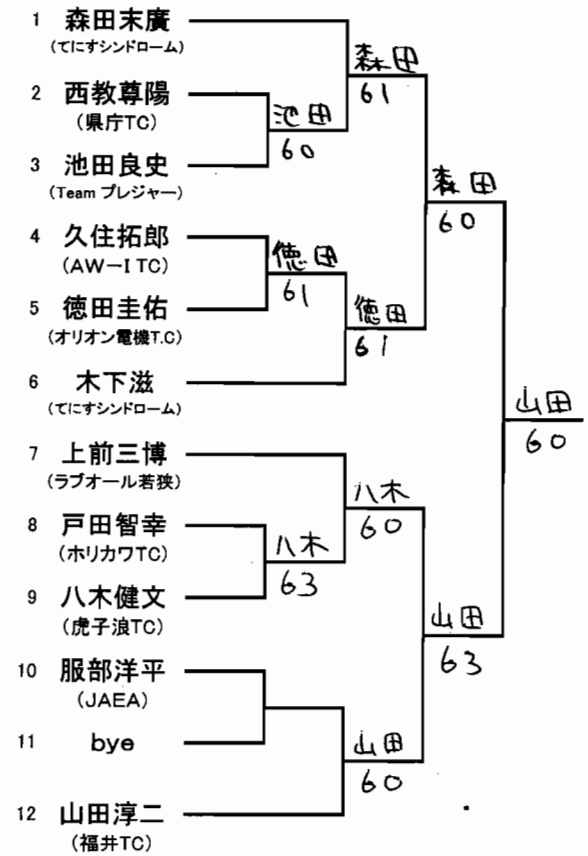 1 森田末廣
(てにすシンドローム)
2 西教尊陽
(県庁TC)
3 池田良史
(Team プレジャー)
4 久住拓郎
(AW-I TC)
5 徳田圭佑
(オリオン電機T.C)
6 木下滋
(てにすシンドローム)
7 上前三博
(ラブオール若狭)
8 戸田智幸
(ホリカワTC)
9 八木健文
(虎子浪TC)
10 服部洋平
(JAEA)
11 bye
12 山田淳二
(福井TC)
池田
60
徳田
61
八木
63
森田
61
徳田
61
八木
60
山田
60
森田
60
山田
63
山田
60